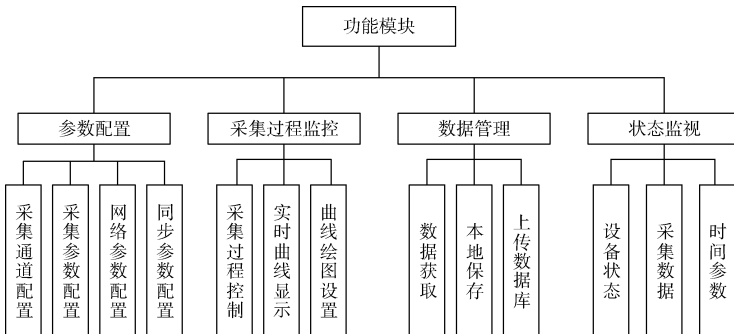 功能模块
参数配置
采集过程监控
数据管理
状态监视
采集通道配置
采集参数配置
网络参数配置
同步参数配置
采集过程控制
实时曲线显示
曲线绘图设置
数据获取
本地保存
上传数据库
设备状态
采集数据
时间参数